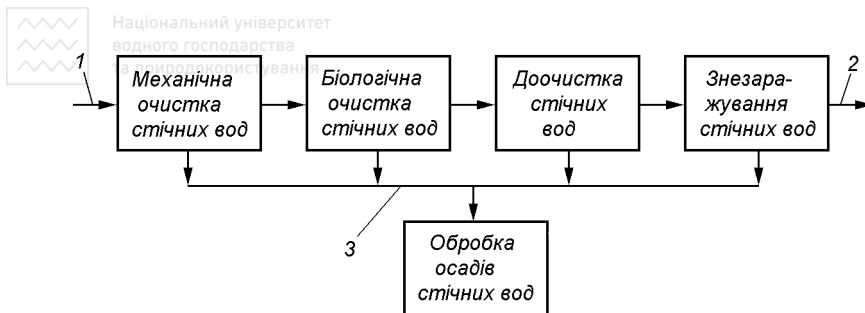 Національний університет
водного господарства
та природокористування
1
Механічна
очистка
стічних вод
Біологічна
очистка
стічних вод
Доочистка
стічних
вод
Знезара-
жування
стічних вод
2
3
Обробка
осадів
стічних вод